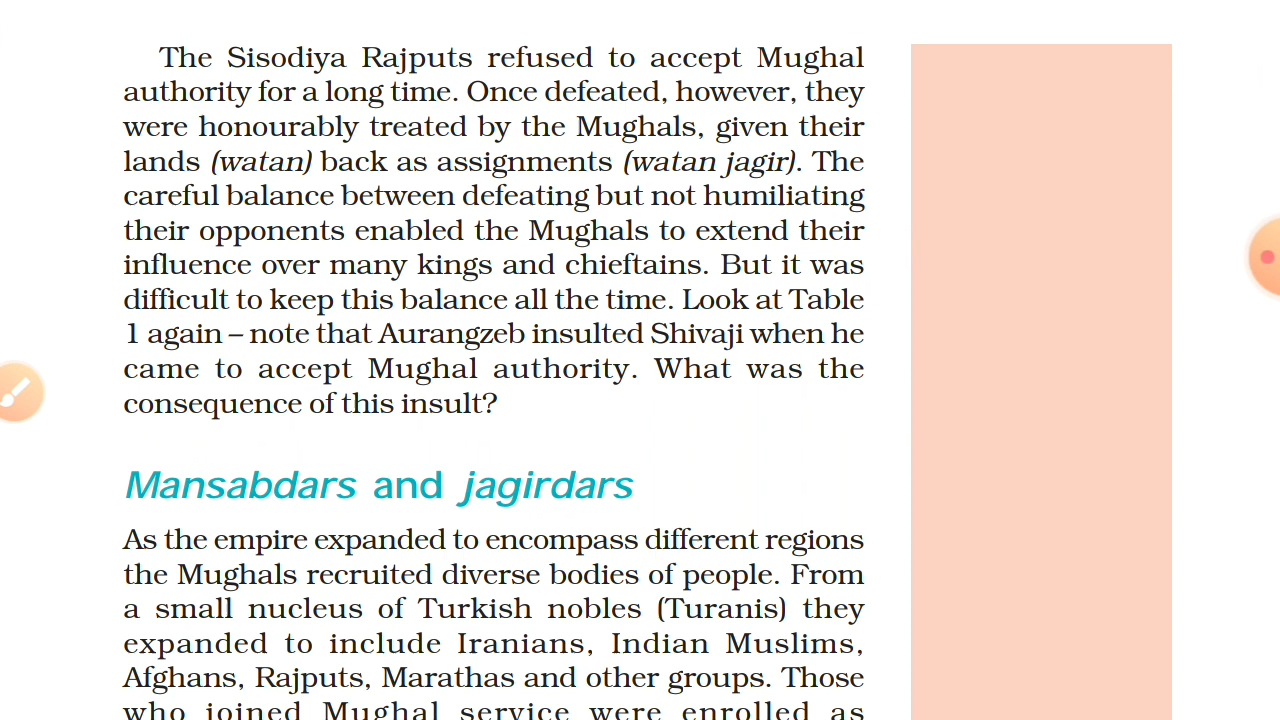 The Sisodiya Rajputs refused to accept Mughal
authority for a long time. Once defeated, however, they
were honourably treated by the Mughals, given their
lands (watan) back as assignments (watan jagir). The
careful balance between defeating but not humiliating
their opponents enabled the Mughals to extend their
influence over many kings and chieftains. But it was
difficult to keep this balance all the time. Look at Table
1 again – note that Aurangzeb insulted Shivaji when he
came to accept Mughal authority. What was the
consequence of this insult?
Mansabdars and jagirdars
As the empire expanded to encompass different regions
the Mughals recruited diverse bodies of people. From
a small nucleus of Turkish nobles (Turanis) they
expanded to include Iranians, Indian Muslims,
Afghans, Rajputs, Marathas and other groups. Those
who joined Mughal service were enrolled as